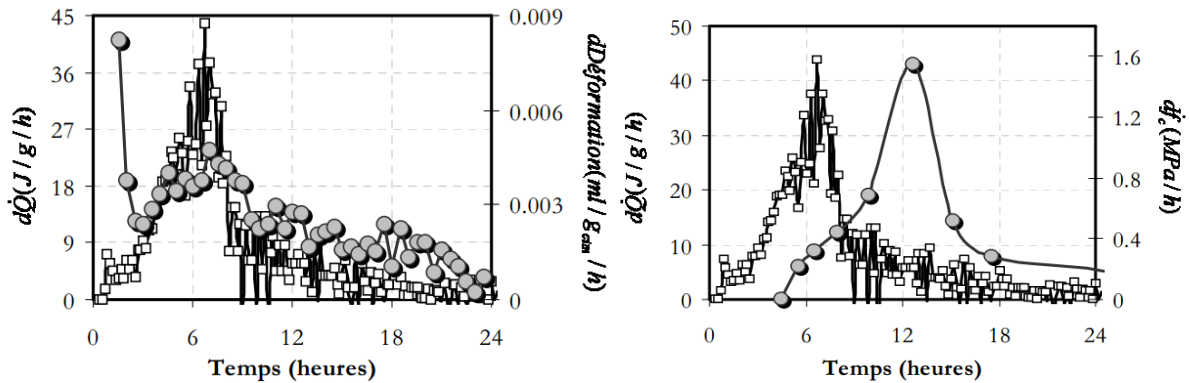 dQ̇(J / g / h)
45
36
27
18
9
0
0.009
0.006
0.003
0
dDéformation(ml / g cim / h)
0 6 12 18 24
Temps (heures)
dQ̇(J / g / h)
50
40
30
20
10
0
1.6
1.2
0.8
0.4
0
dḟc (MPa / h)
0 6 12 18 24
Temps (heures)